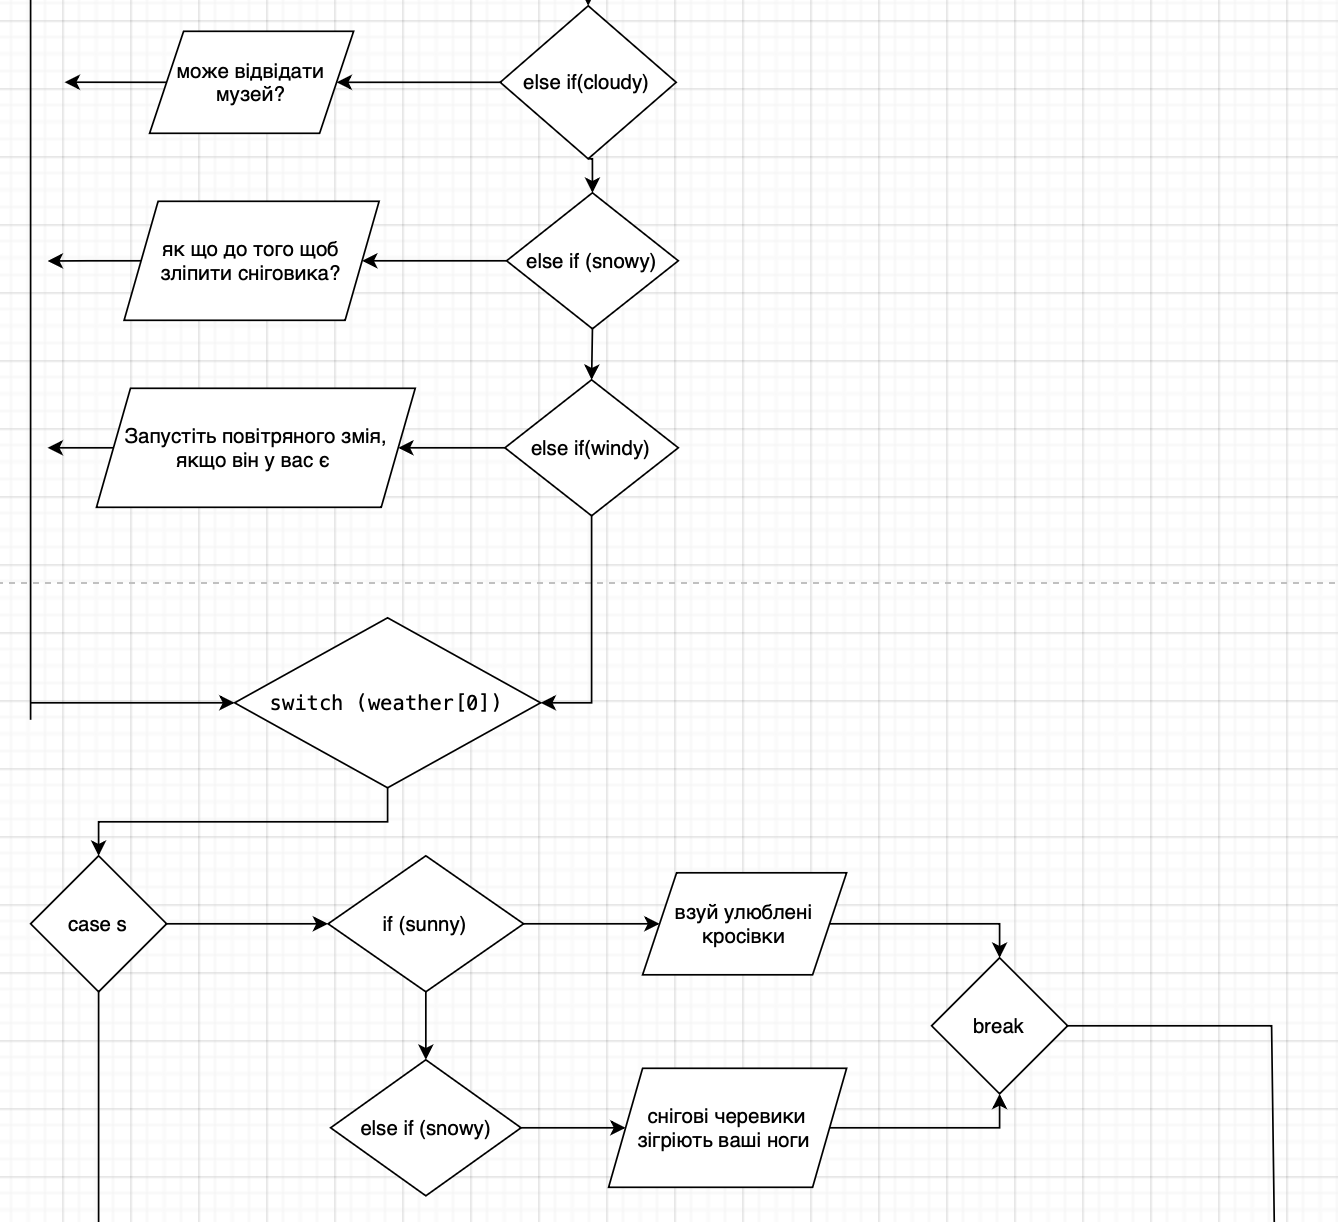 може відвідати
музей?
else if(cloudy)
як що до того щоб
зліпити сніговика?
else if (snowy)
Запустіть повітряного змія,
якщо він у вас є
else if(windy)
switch (weather[0])
case s
if (sunny)
взуй улюблені
кросівки
break
else if (snowy)
снігові черевики
зігріють ваші ноги